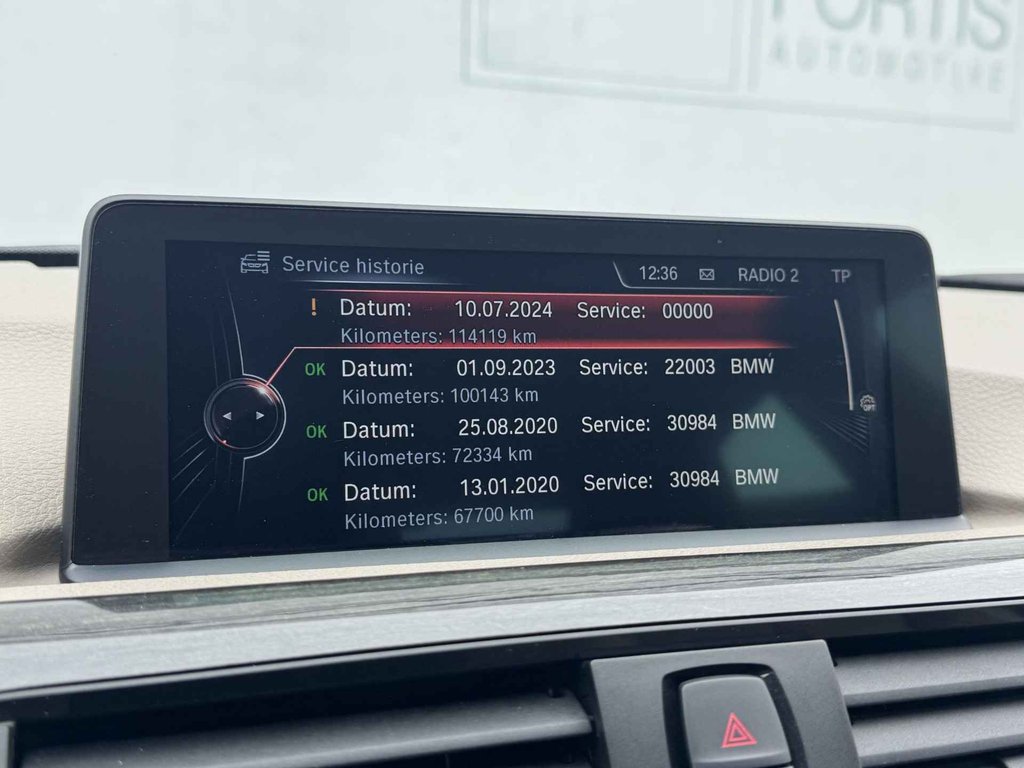 FORTIS
AUTOMOTIVE
Service historie
12:36 RADIO 2 TP
! Datum: 10.07.2024 Service: 00000
Kilometers: 114119 km
OK Datum: 01.09.2023 Service: 22003 BMW
Kilometers: 100143 km
OK Datum: 25.08.2020 Service: 30984 BMW
Kilometers: 72334 km
OK Datum: 13.01.2020 Service: 30984 BMW
Kilometers: 67700 km
OPT